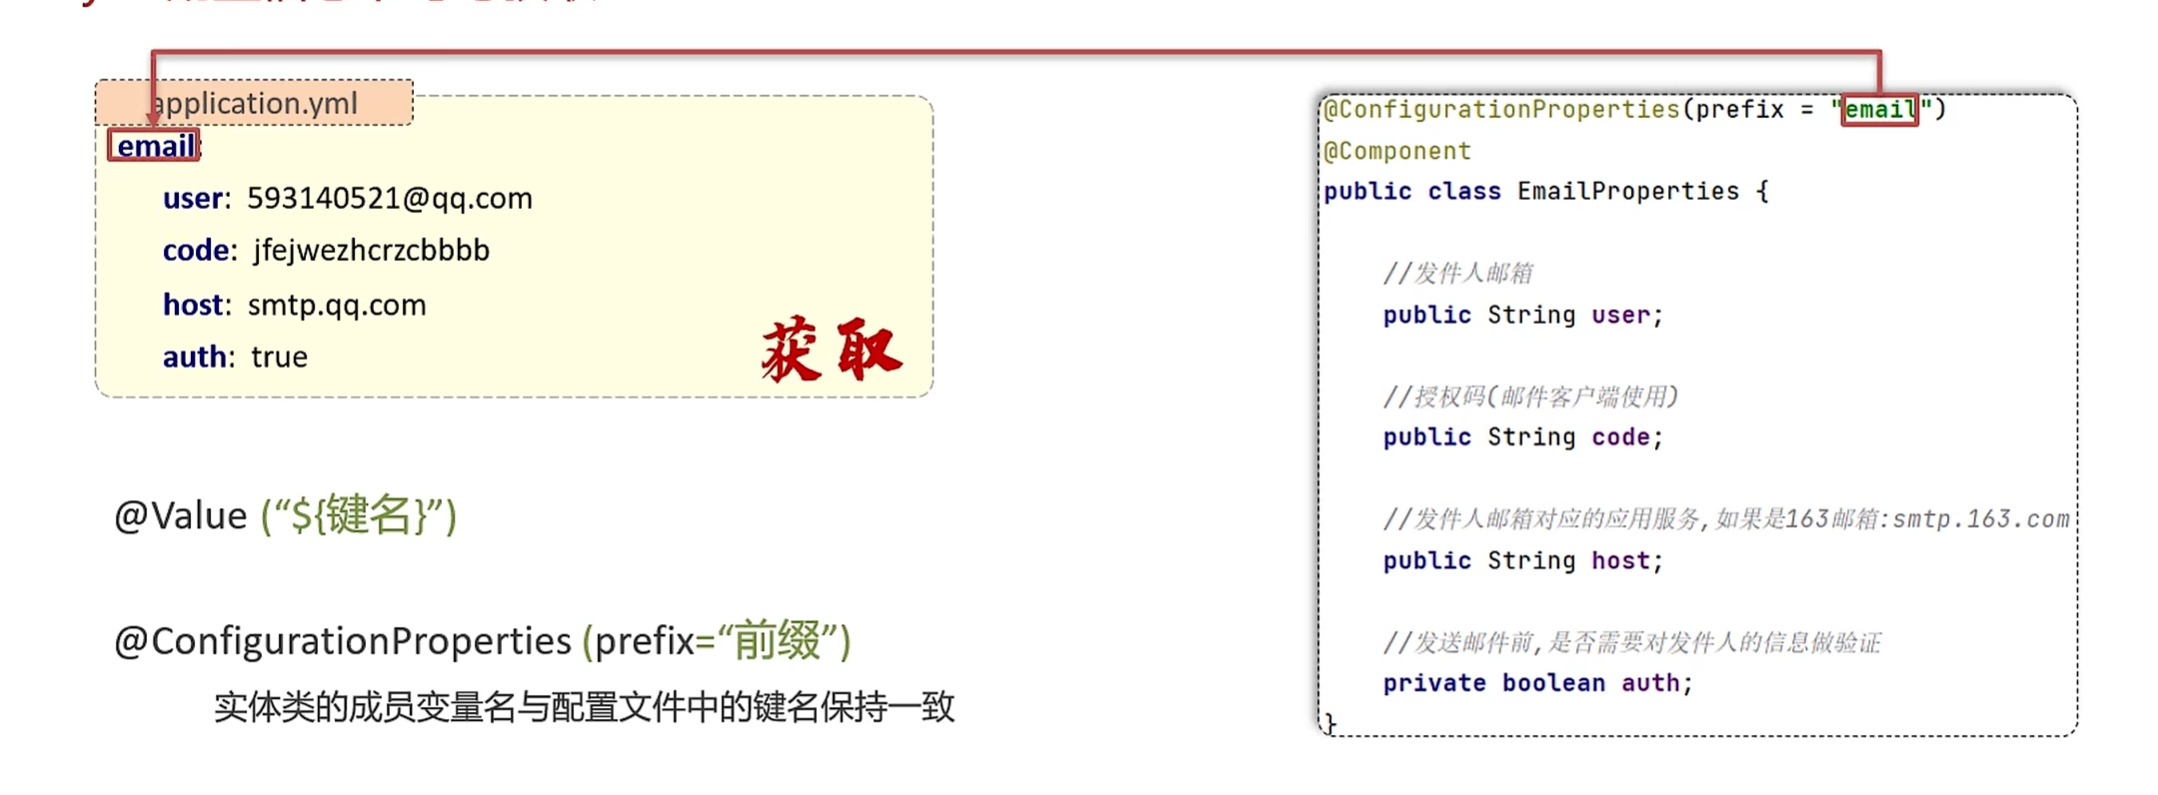 application.yml
email:
user: 593140521@qq.com
code: jfejwezhcrzcbbbb
host: smtp.qq.com
auth: true
获取
@Value (“${键名}”)
@ConfigurationProperties (prefix=“前缀”)
实体类的成员变量名与配置文件中的键名保持一致
@ConfigurationProperties(prefix = "email")
@Component
public class EmailProperties {
//发件人邮箱
public String user;
//授权码(邮件客户端使用)
public String code;
//发件人邮箱对应的应用服务,如果是163邮箱:smtp.163.com
public String host;
//发送邮件前,是否需要对发件人的信息做验证
private boolean auth;
}